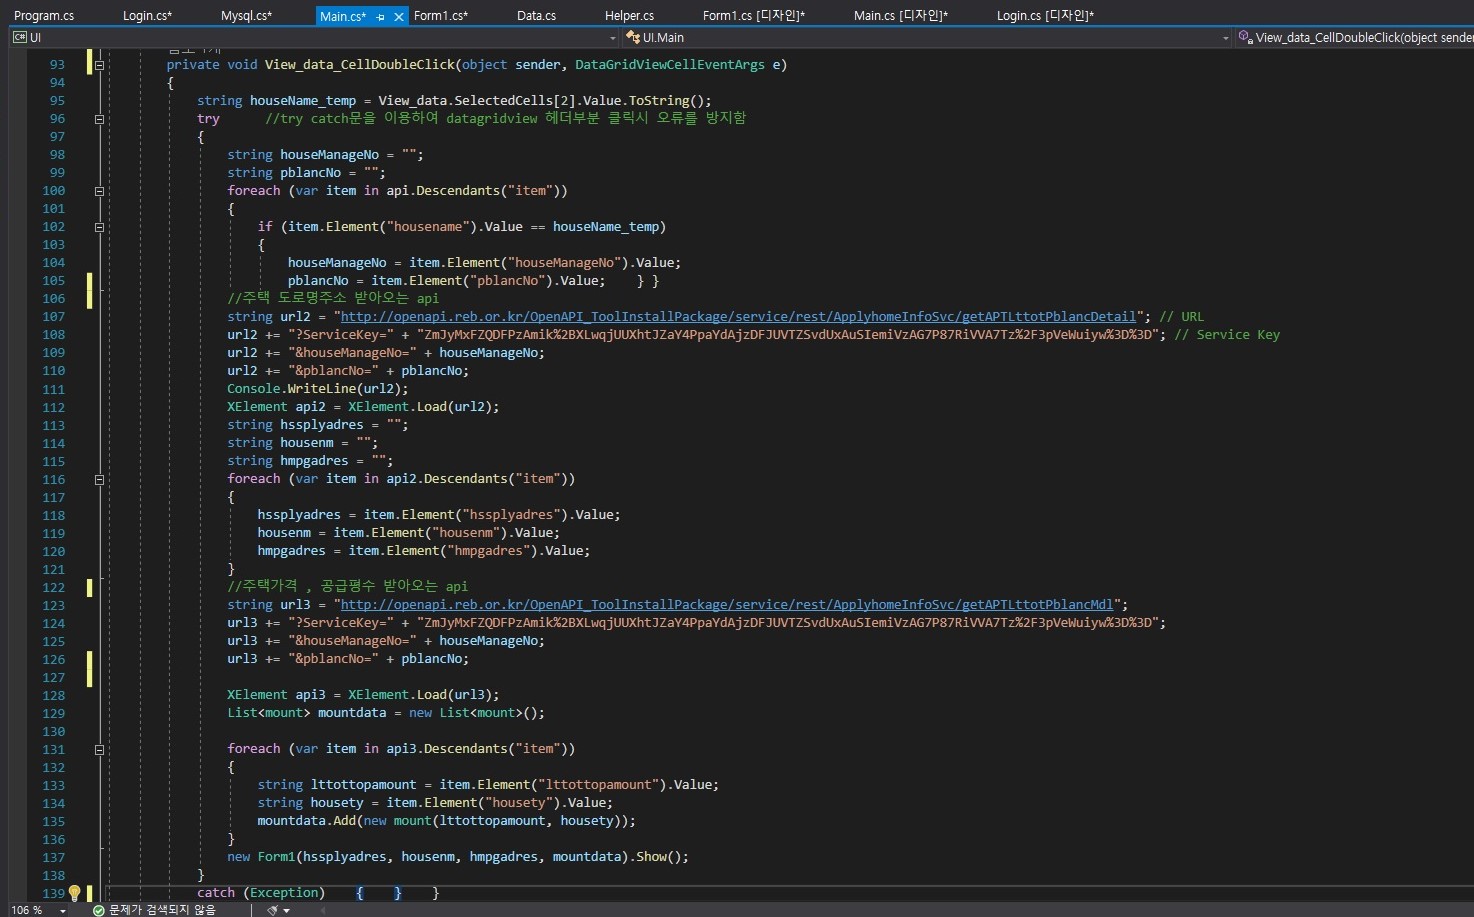 Program.cs Login.cs* Mysql.cs* Main.cs* Form1.cs* Data.cs Helper.cs Form1.cs [디자인]* Main.cs [디자인]* Login.cs [디자인]*
C# UI UI.Main View_data_CellDoubleClick(object sender
93 private void View_data_CellDoubleClick(object sender, DataGridViewCellEventArgs e)
94 {
95 string houseName_temp = View_data.SelectedCells[2].Value.ToString();
96 try //try catch문을 이용하여 datagridview 헤더부분 클릭시 오류를 방지함
97 {
98 string houseManageNo = "";
99 string pblancNo = "";
100 foreach (var item in api.Descendants("item"))
101 {
102 if (item.Element("housename").Value == houseName_temp)
103 {
104 houseManageNo = item.Element("houseManageNo").Value;
105 pblancNo = item.Element("pblancNo").Value; } }
106 //주택 도로명주소 받아오는 api
107 string url2 = "http://openapi.reb.or.kr/OpenAPI_ToolInstallPackage/service/rest/ApplyhomeInfoSvc/getAPTLttotPblancDetail"; // URL
108 url2 += "?ServiceKey=" + "ZmJyMxFZQDFPzAmik%2BXLwqjUUXhtJZaY4PpaYdAjzDFJUVTZSvdUxAuSIemiVzAG7P87RiVVA7Tz%2F3pVeWuiyw%3D%3D"; // Service Key
109 url2 += "&houseManageNo=" + houseManageNo;
110 url2 += "&pblancNo=" + pblancNo;
111 Console.WriteLine(url2);
112 XElement api2 = XElement.Load(url2);
113 string hssplyadres = "";
114 string housenm = "";
115 string hmpgadres = "";
116 foreach (var item in api2.Descendants("item"))
117 {
118 hssplyadres = item.Element("hssplyadres").Value;
119 housenm = item.Element("housenm").Value;
120 hmpgadres = item.Element("hmpgadres").Value;
121 }
122 //주택가격 , 공급평수 받아오는 api
123 string url3 = "http://openapi.reb.or.kr/OpenAPI_ToolInstallPackage/service/rest/ApplyhomeInfoSvc/getAPTLttotPblancMdl";
124 url3 += "?ServiceKey=" + "ZmJyMxFZQDFPzAmik%2BXLwqjUUXhtJZaY4PpaYdAjzDFJUVTZSvdUxAuSIemiVzAG7P87RiVVA7Tz%2F3pVeWuiyw%3D%3D";
125 url3 += "&houseManageNo=" + houseManageNo;
126 url3 += "&pblancNo=" + pblancNo;
127
128 XElement api3 = XElement.Load(url3);
129 List<mount> mountdata = new List<mount>();
130
131 foreach (var item in api3.Descendants("item"))
132 {
133 string lttottopamount = item.Element("lttottopamount").Value;
134 string housety = item.Element("housety").Value;
135 mountdata.Add(new mount(lttottopamount, housety));
136 }
137 new Form1(hssplyadres, housenm, hmpgadres, mountdata).Show();
138 }
139 catch (Exception) { } }
106 % 문제가 검색되지 않음